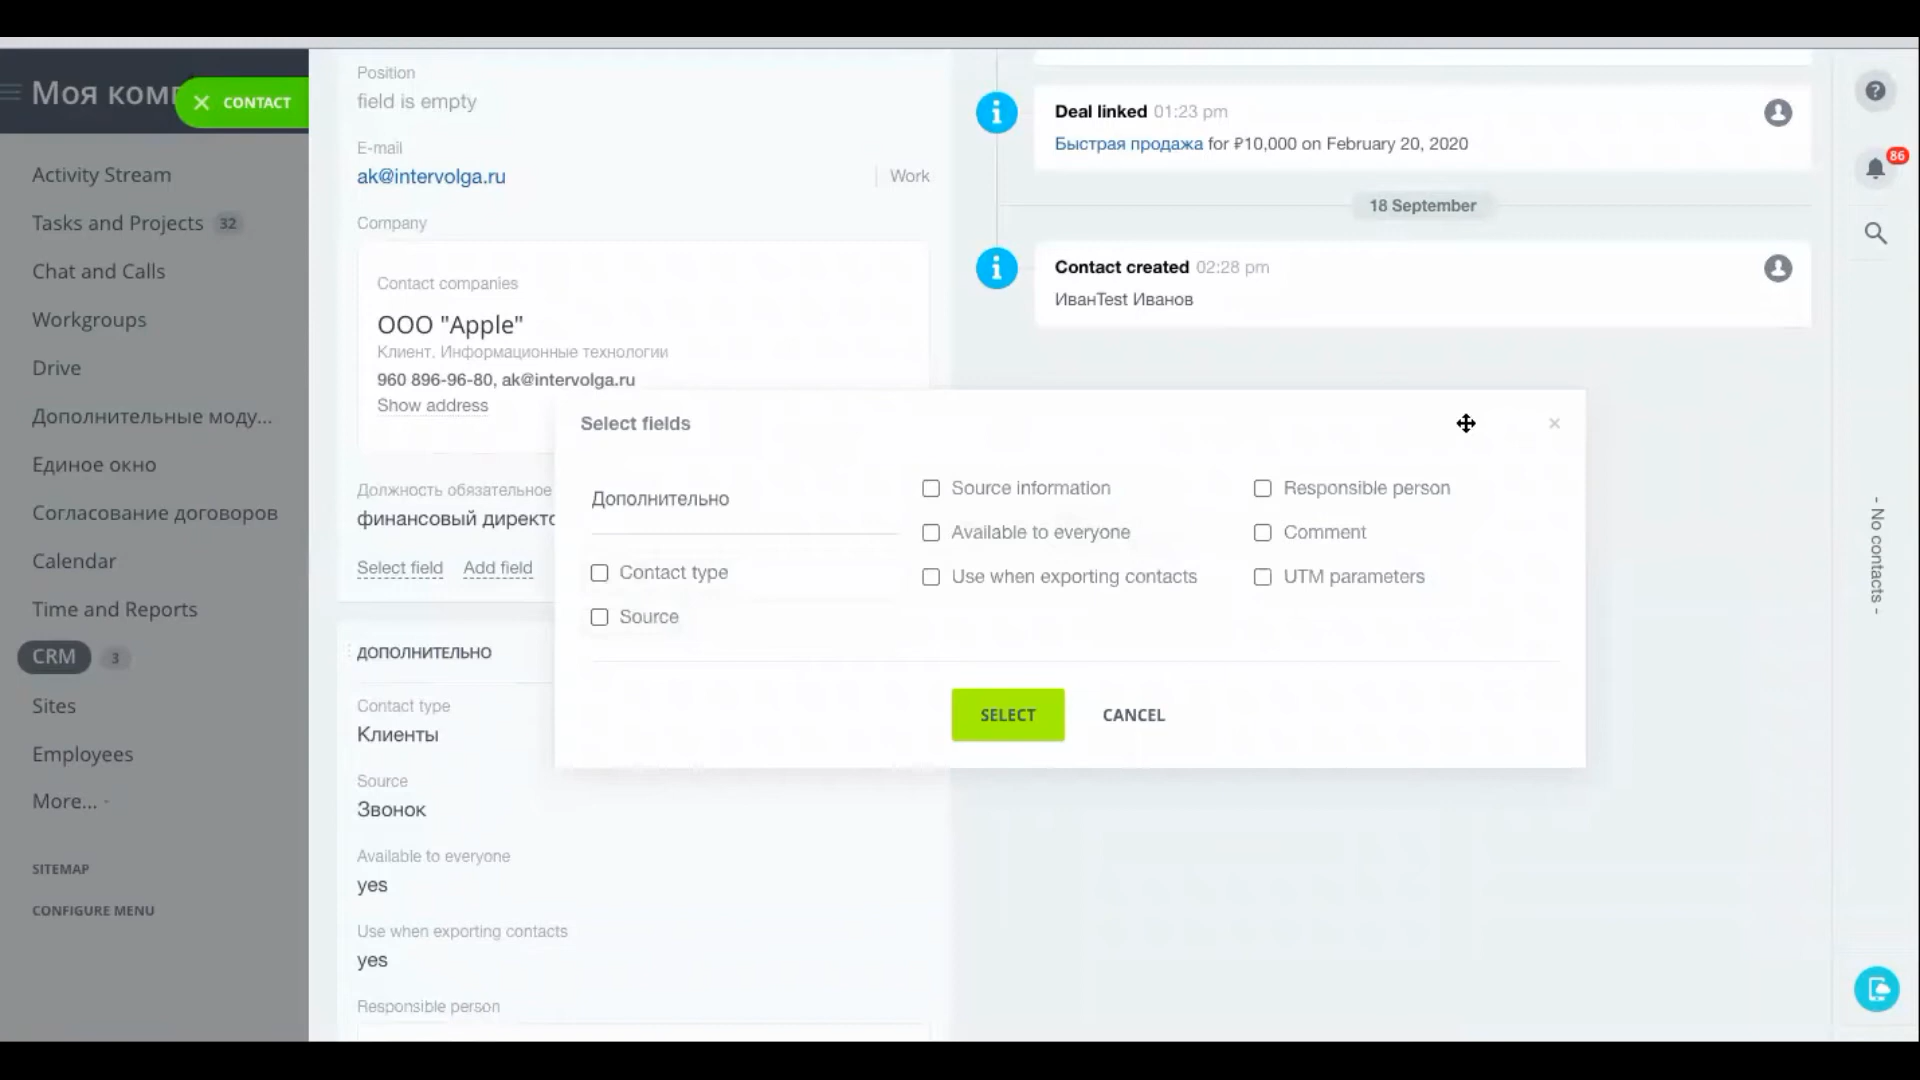 Моя комп
CONTACT
Activity Stream
Tasks and Projects 32
Chat and Calls
Workgroups
Drive
Дополнительные моду...
Единое окно
Согласование договоров
Calendar
Time and Reports
CRM 3
Sites
Employees
More...
SITEMAP
CONFIGURE MENU
Position
field is empty
E-mail
ak@intervolga.ru Work
Company
Contact companies
ООО "Apple"
Клиент. Информационные технологии
960 896-96-80, ak@intervolga.ru
Show address
Должность обязательное
финансовый директо
Select field Add field
ДОПОЛНИТЕЛЬНО
Contact type
Клиенты
Source
Звонок
Available to everyone
yes
Use when exporting contacts
yes
Responsible person
Deal linked 01:23 pm
Быстрая продажа for ₽10,000 on February 20, 2020
18 September
Contact created 02:28 pm
ИванTest Иванов
Select fields
Дополнительно
Contact type
Source
Source information
Available to everyone
Use when exporting contacts
Responsible person
Comment
UTM parameters
SELECT CANCEL
86
- No contacts -